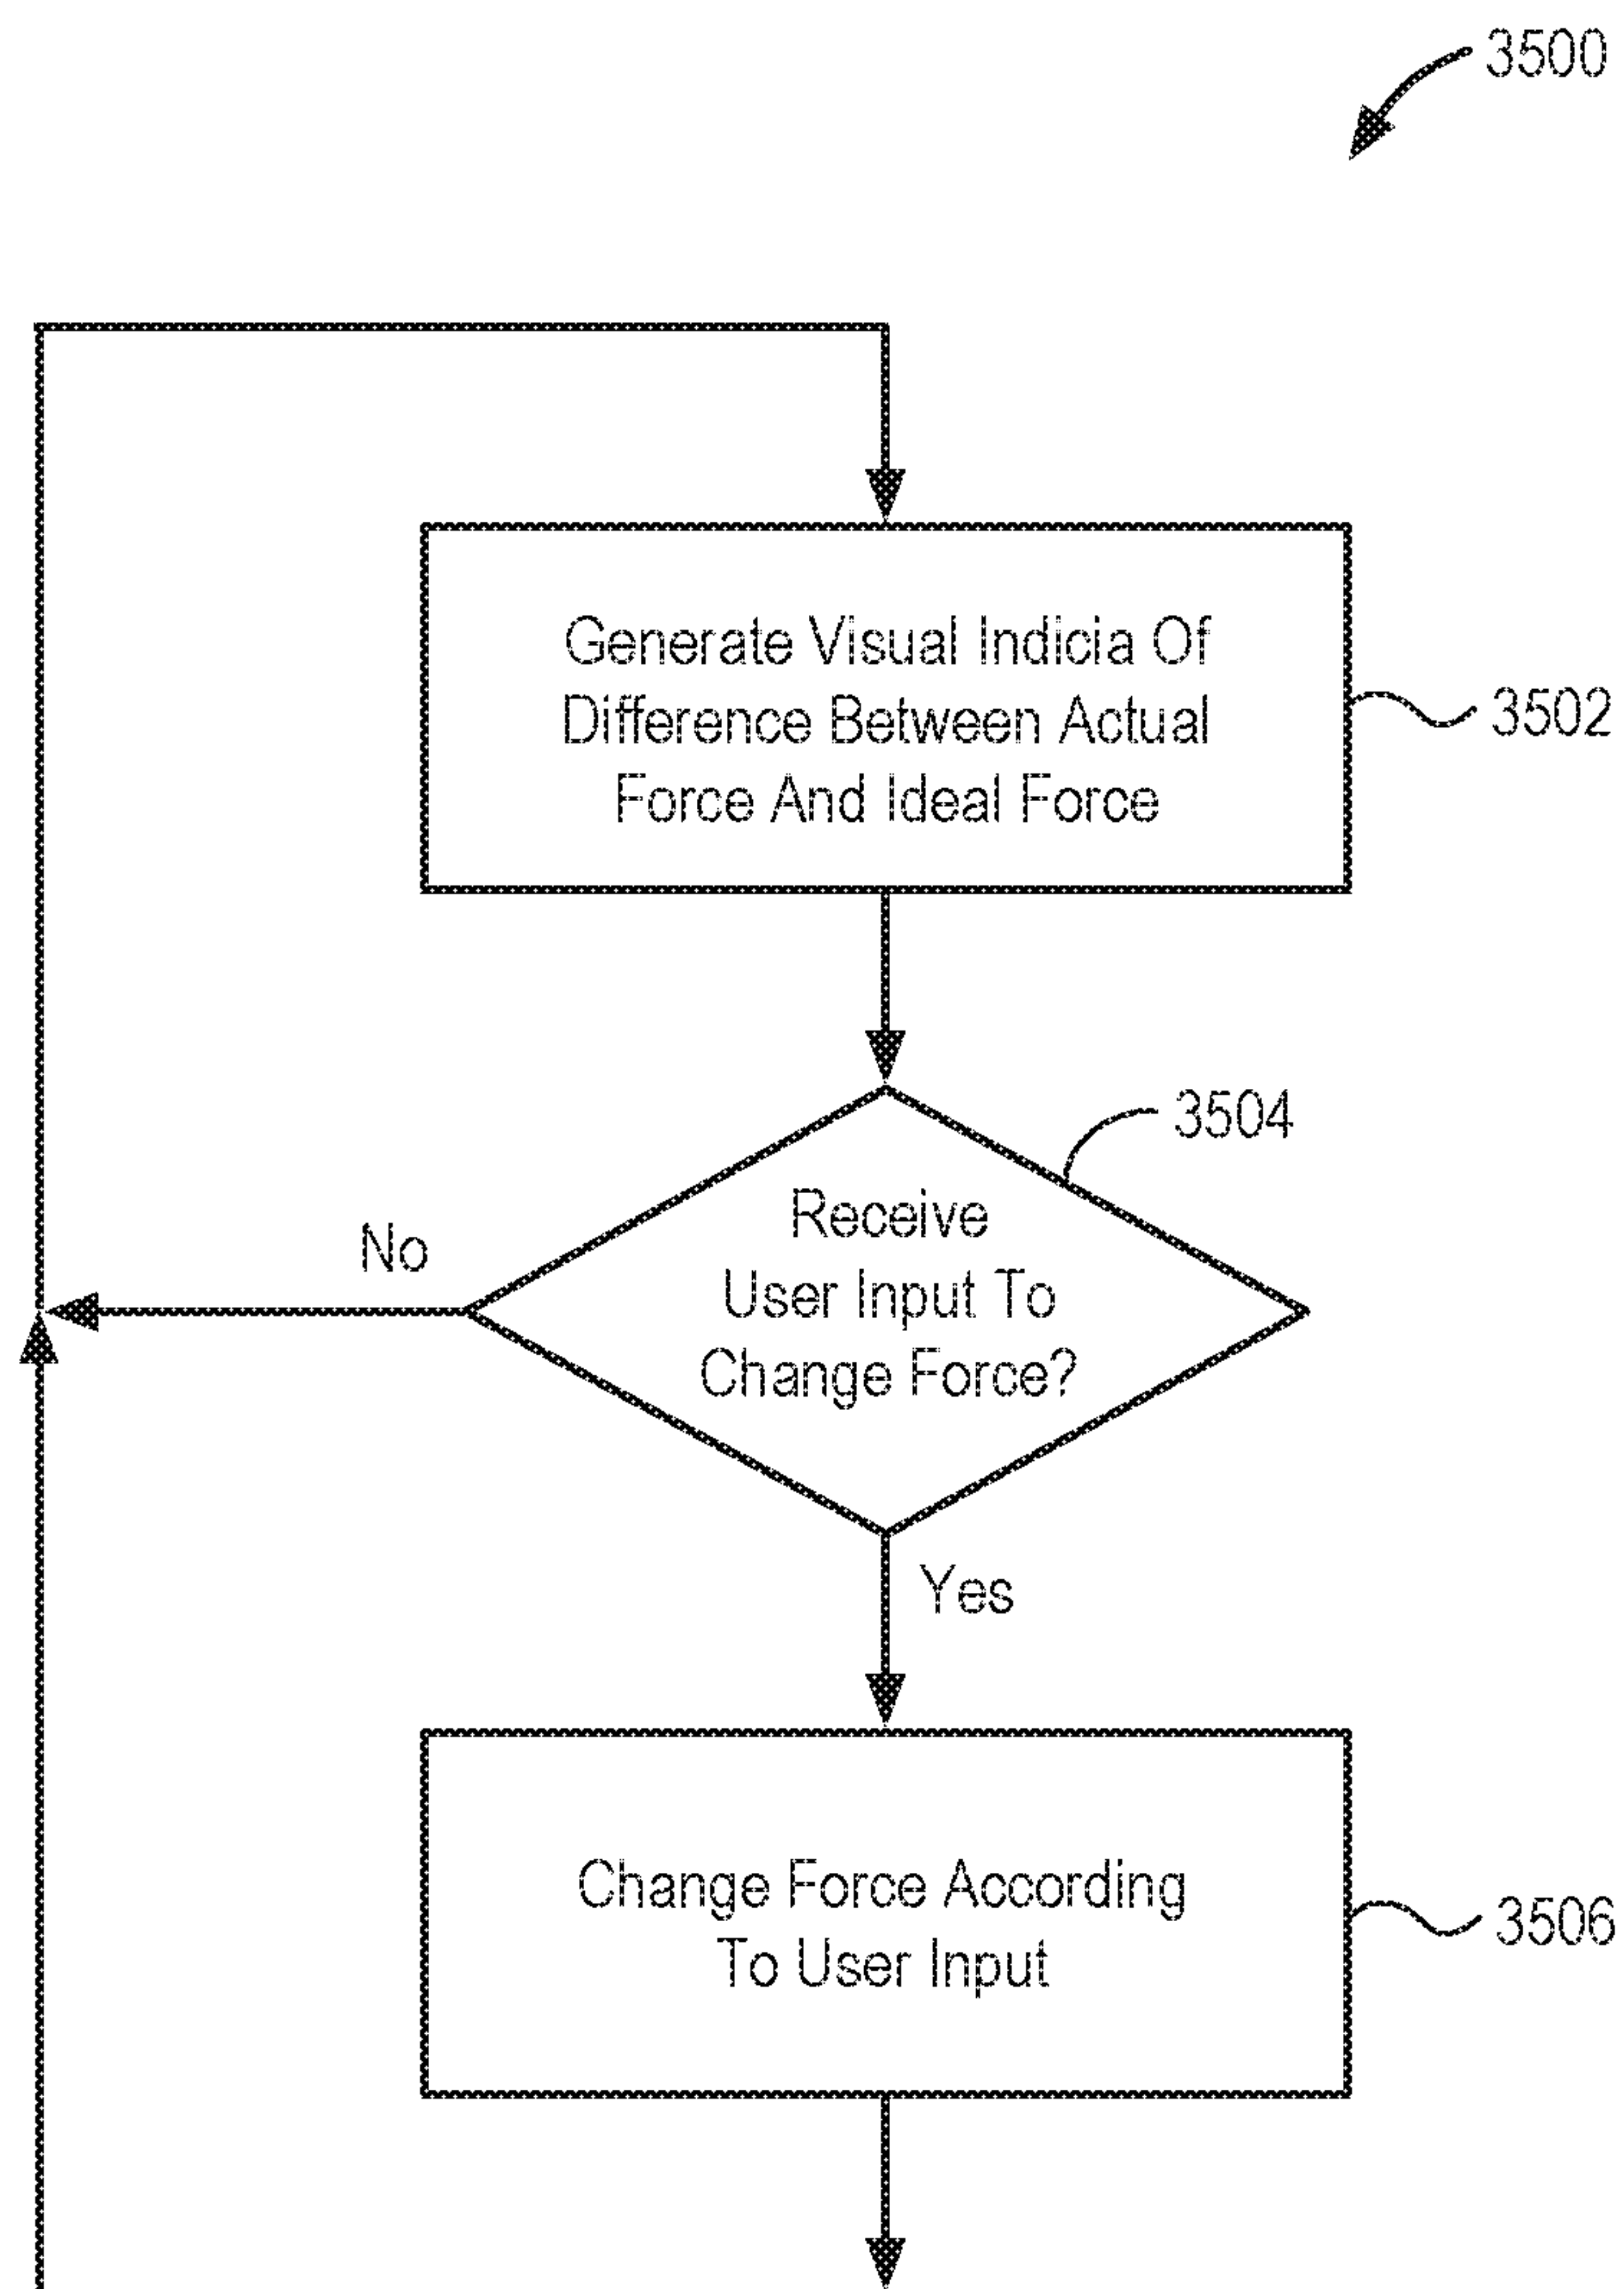 3500
Generate Visual Indicia Of
Difference Between Actual
Force And Ideal Force
3502
3504
Receive
User Input To
Change Force?
No
Yes
Change Force According
To User Input
3506